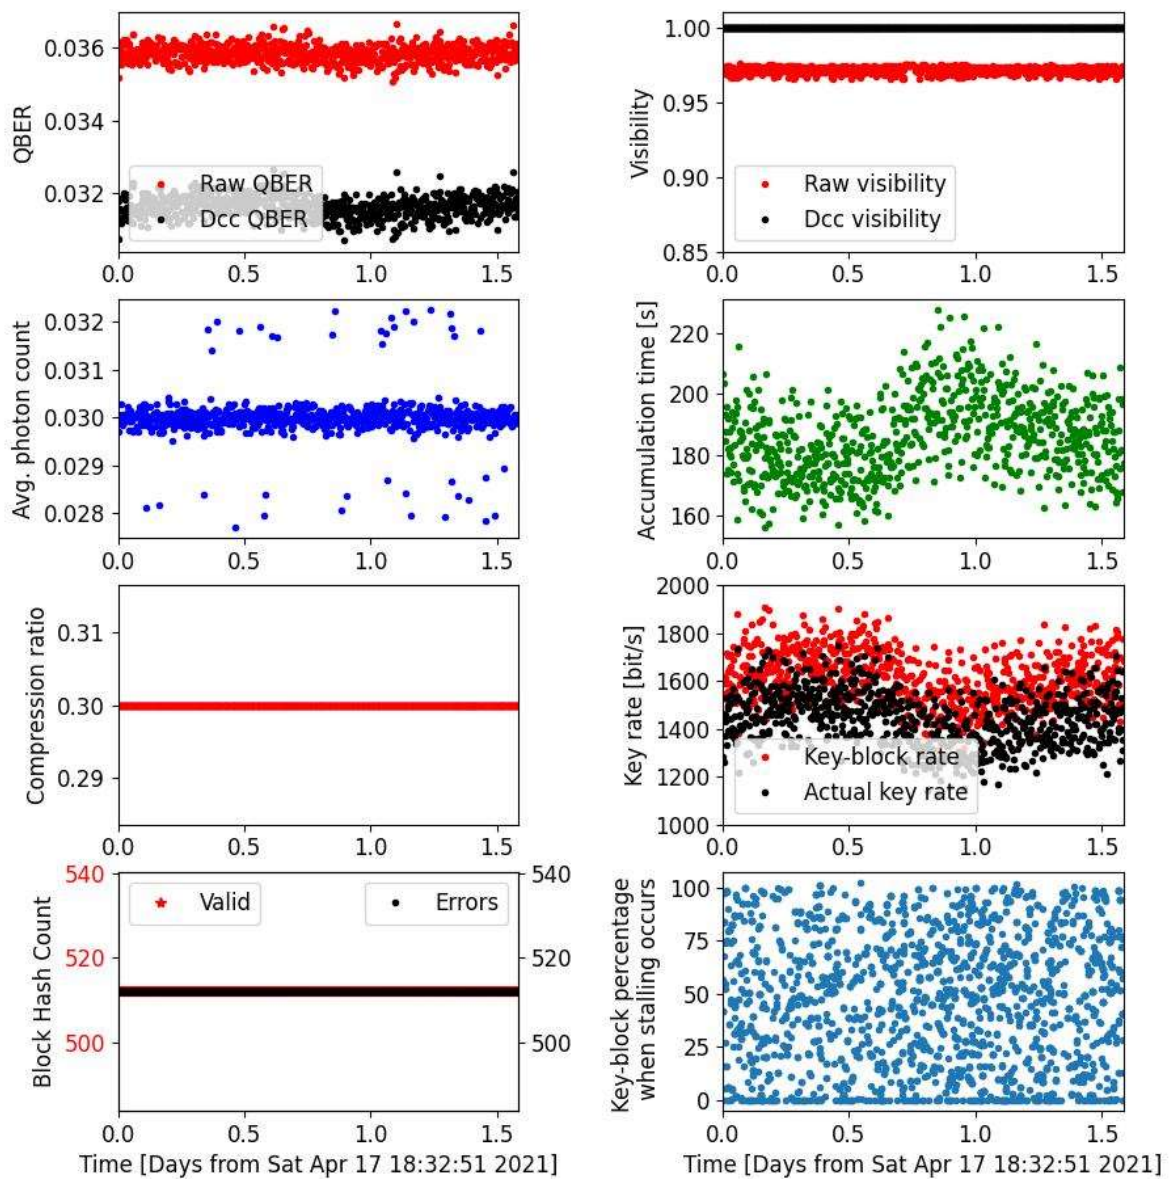 0.036
0.034
0.032
QBER
Raw QBER
Dcc QBER
0.0 0.5 1.0 1.5
1.00
0.95
0.90
0.85
Visibility
Raw visibility
Dcc visibility
0.0 0.5 1.0 1.5
0.032
0.031
0.030
0.029
0.028
Avg. photon count
0.0 0.5 1.0 1.5
220
200
180
160
Accumulation time [s]
0.0 0.5 1.0 1.5
0.31
0.30
0.29
Compression ratio
0.0 0.5 1.0 1.5
2000
1800
1600
1400
1200
1000
Key rate [bit/s]
Key-block rate
Actual key rate
0.0 0.5 1.0 1.5
540
520
500
Block Hash Count
Valid
Errors
540
520
500
0.0 0.5 1.0 1.5
Time [Days from Sat Apr 17 18:32:51 2021]
100
75
50
25
0
Key-block percentage
when stalling occurs
0.0 0.5 1.0 1.5
Time [Days from Sat Apr 17 18:32:51 2021]